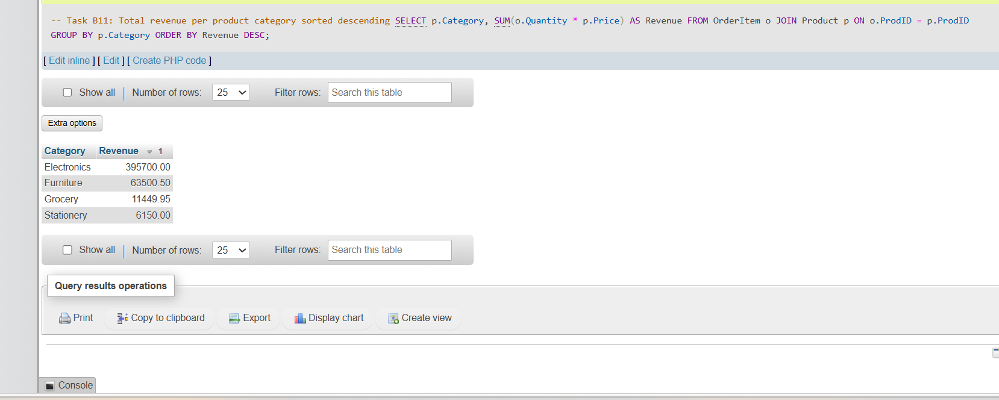 -- Task B11: Total revenue per product category sorted descending SELECT p.Category, SUM(o.Quantity * p.Price) AS Revenue FROM OrderItem o JOIN Product p ON o.ProdID = p.ProdID
GROUP BY p.Category ORDER BY Revenue DESC;
[ Edit inline ] [ Edit ] [ Create PHP code ]
Show all | Number of rows: 25 Filter rows: Search this table
Extra options
Category Revenue 1
Electronics 395700.00
Furniture 63500.50
Grocery 11449.95
Stationery 6150.00
Show all | Number of rows: 25 Filter rows: Search this table
Query results operations
Print Copy to clipboard Export Display chart Create view
Console